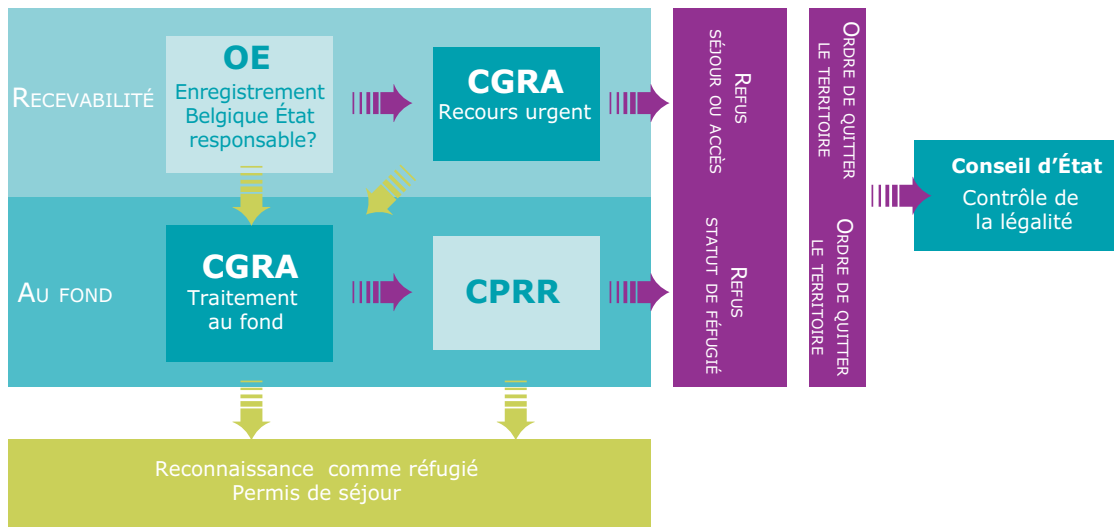 RECEVABILITÉ
OE
Enregistrement
Belgique État
responsable?
CGRA
Recours urgent
REFUS
SÉJOUR OU ACCÈS
ORDRE DE QUITTER
LE TERRITOIRE
Conseil d'État
Contrôle de
la légalité
AU FOND
CGRA
Traitement
au fond
CPRR
REFUS
STATUT DE FÉFUGIÉ
ORDRE DE QUITTER
LE TERRITOIRE
Reconnaissance comme réfugié
Permis de séjour